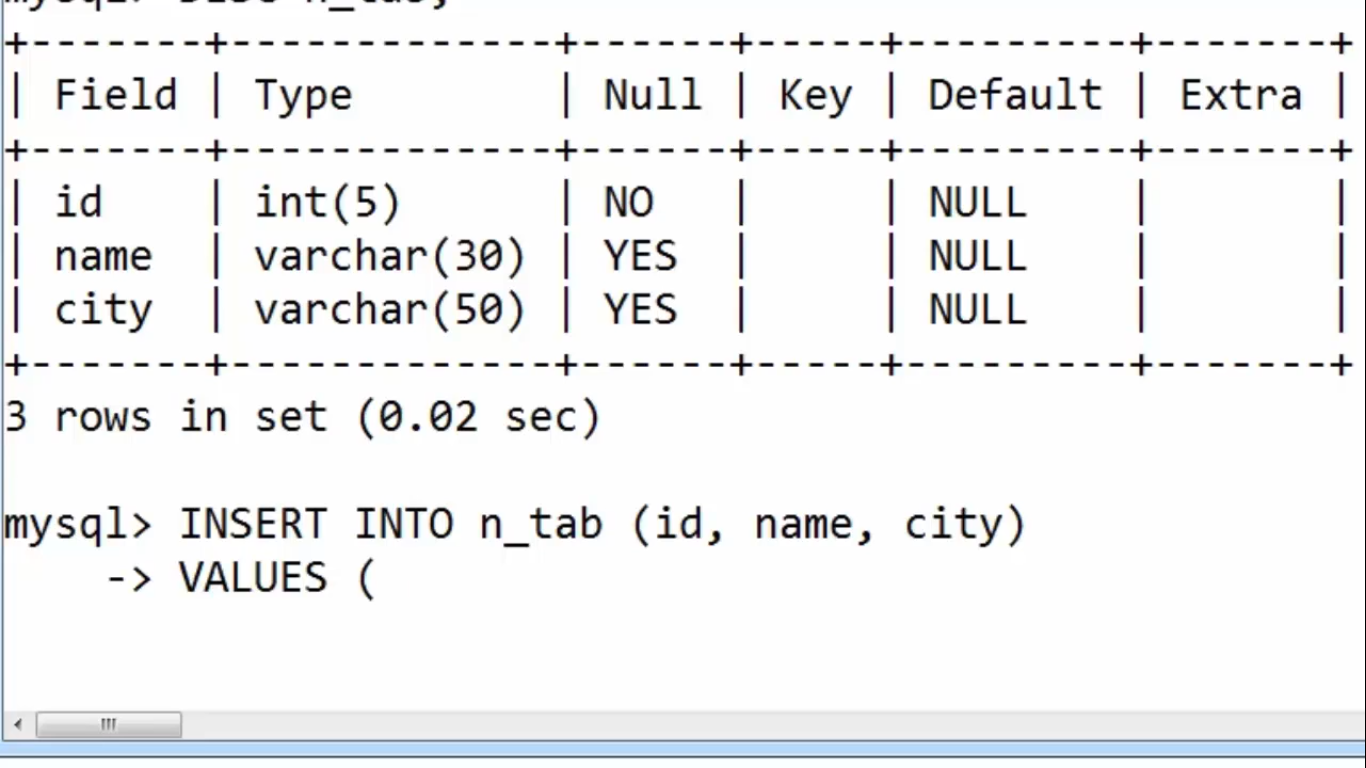 mysql> DESC n_tab;
+-------+-------------+------+-----+---------+-------+
| Field | Type        | Null | Key | Default | Extra |
+-------+-------------+------+-----+---------+-------+
| id    | int(5)      | NO   |     | NULL    |       |
| name  | varchar(30) | YES  |     | NULL    |       |
| city  | varchar(50) | YES  |     | NULL    |       |
+-------+-------------+------+-----+---------+-------+
3 rows in set (0.02 sec)
mysql> INSERT INTO n_tab (id, name, city)
    -> VALUES (